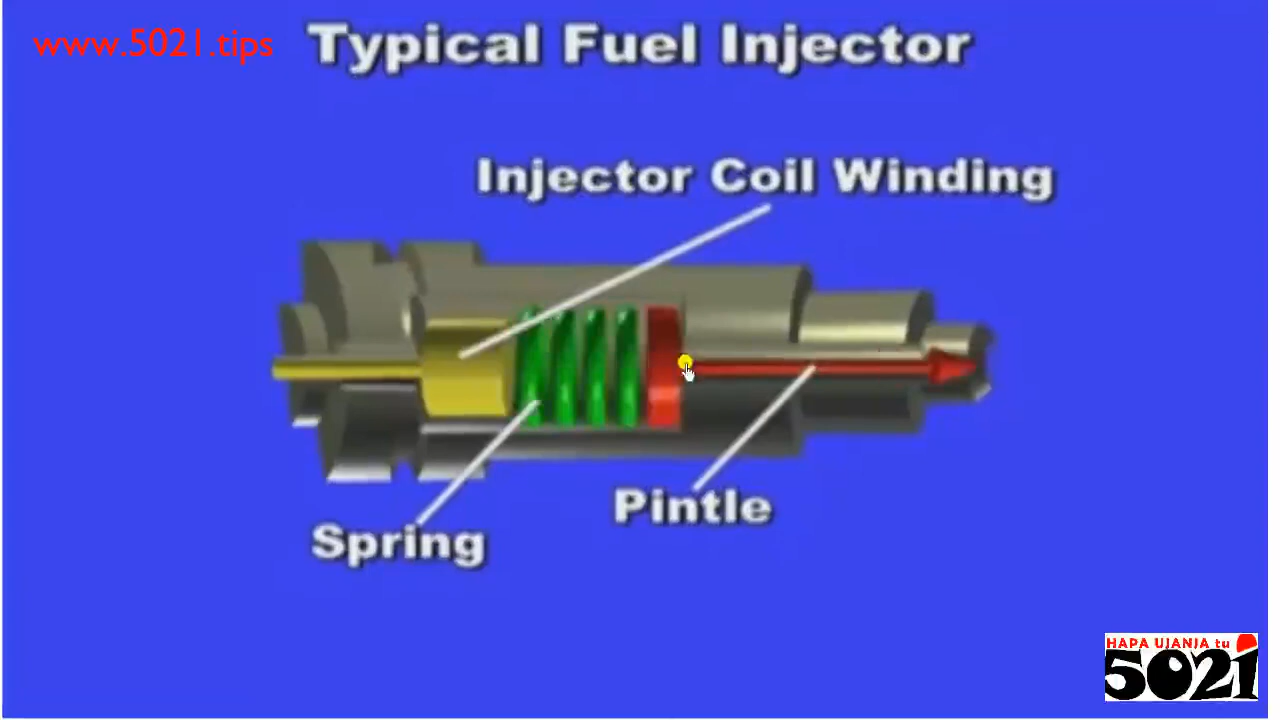 www.5021.tips
Typical Fuel Injector
Injector Coil Winding
Pintle
Spring
HAPA UJANJA tu
5021